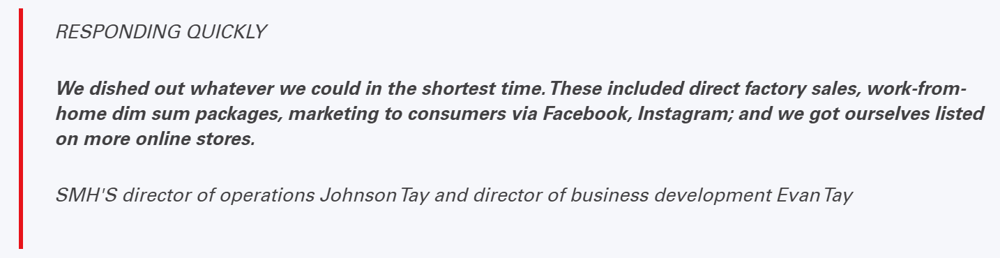 RESPONDING QUICKLY
We dished out whatever we could in the shortest time. These included direct factory sales, work-from-
home dim sum packages, marketing to consumers via Facebook, Instagram; and we got ourselves listed
on more online stores.
SMH'S director of operations Johnson Tay and director of business development Evan Tay